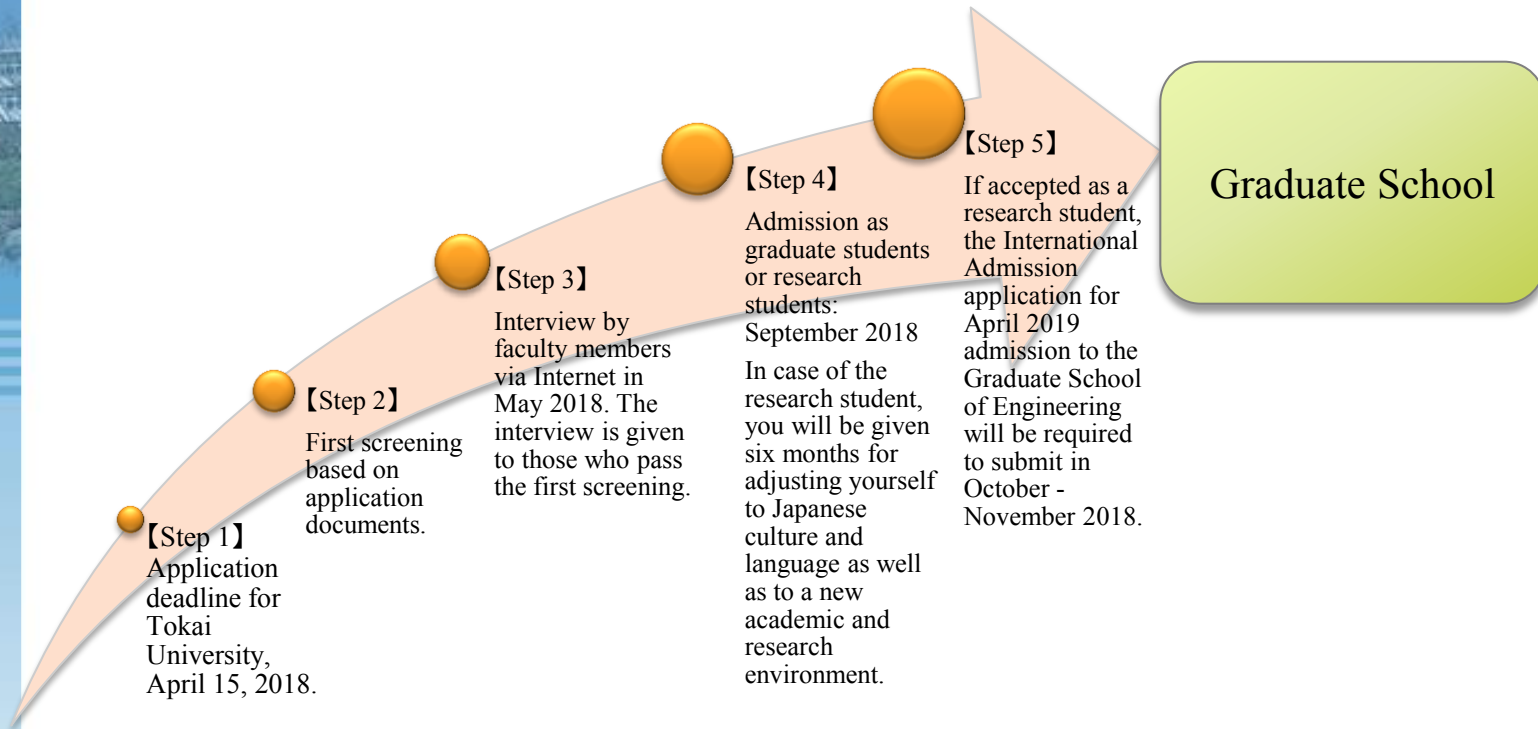 【Step 1】
Application
deadline for
Tokai
University,
April 15, 2018.
【Step 2】
First screening
based on
application
documents.
【Step 3】
Interview by
faculty members
via Internet in
May 2018. The
interview is given
to those who pass
the first screening.
【Step 4】
Admission as
graduate students
or research
students:
September 2018
In case of the
research student,
you will be given
six months for
adjusting yourself
to Japanese
culture and
language as well
as to a new
academic and
research
environment.
【Step 5】
If accepted as a
research student,
the International
Admission
application for
April 2019
admission to the
Graduate School
of Engineering
will be required
to submit in
October -
November 2018.
Graduate School